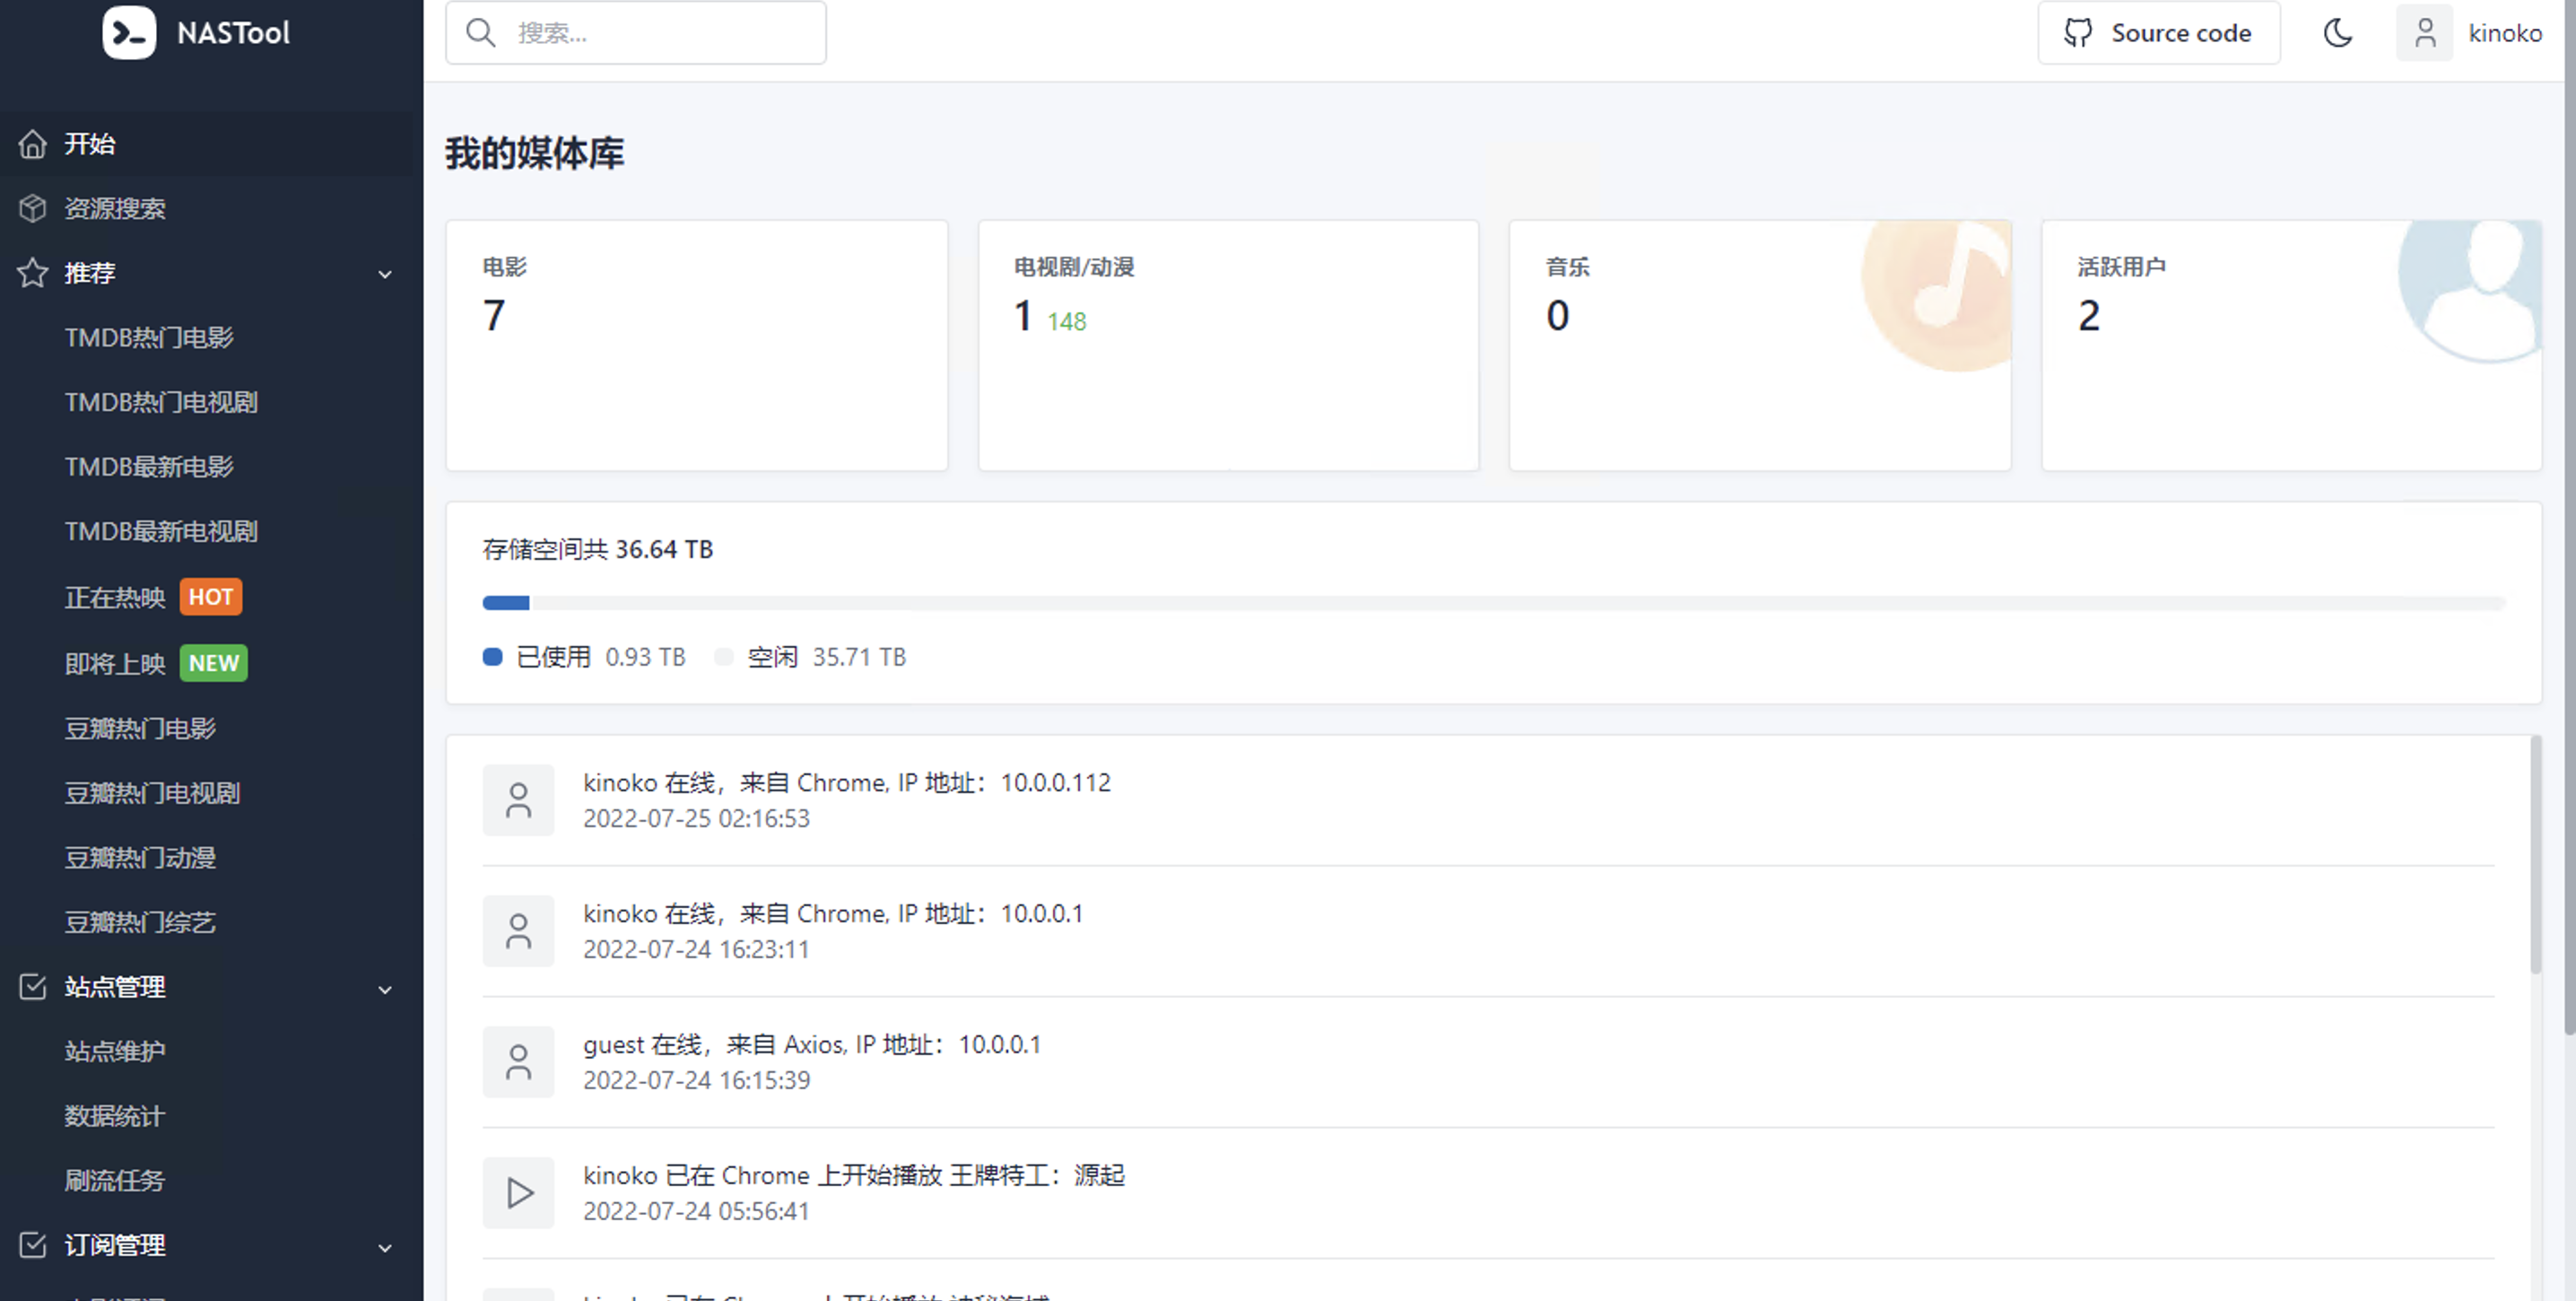 NASTool
搜索...
Source code
kinoko
开始
资源搜索
推荐
TMDB热门电影
TMDB热门电视剧
TMDB最新电影
TMDB最新电视剧
正在热映 HOT
即将上映 NEW
豆瓣热门电影
豆瓣热门电视剧
豆瓣热门动漫
豆瓣热门综艺
站点管理
站点维护
数据统计
刷流任务
订阅管理
我的媒体库
电影
7
电视剧/动漫
1 148
音乐
0
活跃用户
2
存储空间共 36.64 TB
已使用 0.93 TB 空闲 35.71 TB
kinoko 在线，来自 Chrome, IP 地址：10.0.0.112
2022-07-25 02:16:53
kinoko 在线，来自 Chrome, IP 地址：10.0.0.1
2022-07-24 16:23:11
guest 在线，来自 Axios, IP 地址：10.0.0.1
2022-07-24 16:15:39
kinoko 已在 Chrome 上开始播放 王牌特工：源起
2022-07-24 05:56:41
kinoko 已在 Chrome 上开始播放